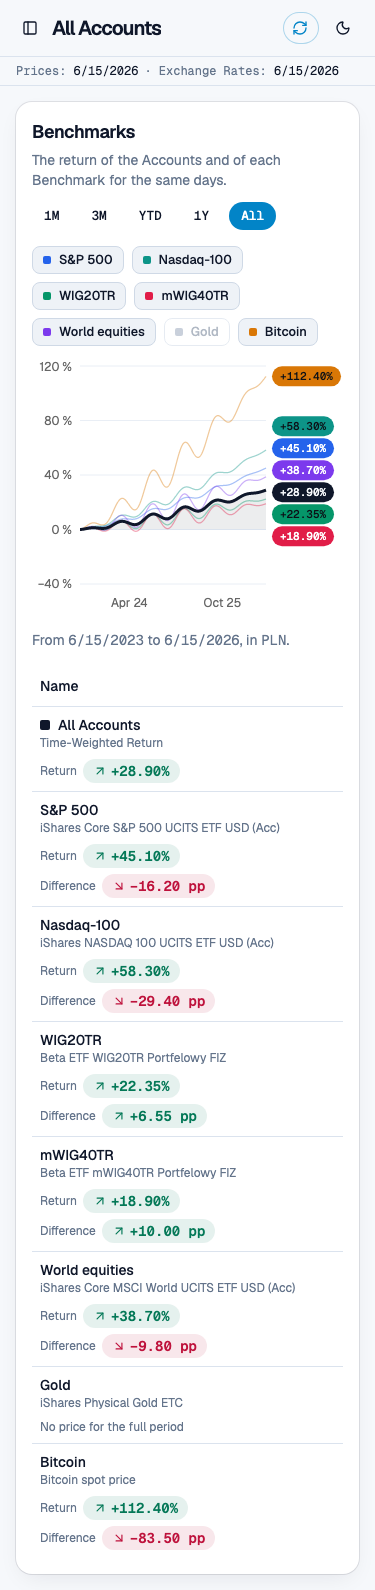 All Accounts
Prices: 6/15/2026 · Exchange Rates: 6/15/2026
Benchmarks
The return of the Accounts and of each
Benchmark for the same days.
1M 3M YTD 1Y All
S&P 500 Nasdaq-100
WIG20TR mWIG40TR
World equities Gold Bitcoin
120 %
80 %
40 %
0 %
−40 %
+112.40%
+58.30%
+45.10%
+38.70%
+28.90%
+22.35%
+18.90%
Apr 24 Oct 25
From 6/15/2023 to 6/15/2026, in PLN.
Name
All Accounts
Time-Weighted Return
Return +28.90%
S&P 500
iShares Core S&P 500 UCITS ETF USD (Acc)
Return +45.10%
Difference −16.20 pp
Nasdaq-100
iShares NASDAQ 100 UCITS ETF USD (Acc)
Return +58.30%
Difference −29.40 pp
WIG20TR
Beta ETF WIG20TR Portfelowy FIZ
Return +22.35%
Difference +6.55 pp
mWIG40TR
Beta ETF mWIG40TR Portfelowy FIZ
Return +18.90%
Difference +10.00 pp
World equities
iShares Core MSCI World UCITS ETF USD (Acc)
Return +38.70%
Difference −9.80 pp
Gold
iShares Physical Gold ETC
No price for the full period
Bitcoin
Bitcoin spot price
Return +112.40%
Difference −83.50 pp